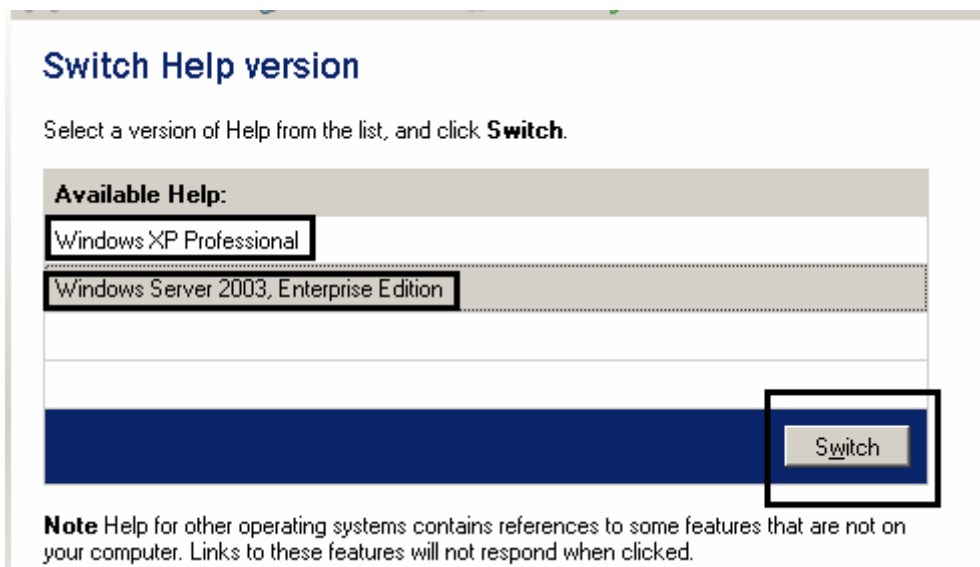 Switch Help version
Select a version of Help from the list, and click Switch.
Available Help:
Windows XP Professional
Windows Server 2003, Enterprise Edition
Switch
Note Help for other operating systems contains references to some features that are not on
your computer. Links to these features will not respond when clicked.